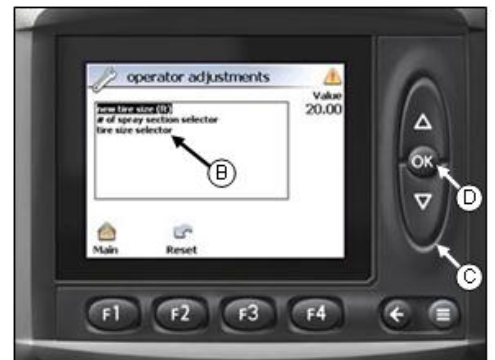 operator adjustments
Value
new tire size (ft)
20.00
# of spray section selector
tire size selector
B
Main
Reset
OK
D
C
F1
F2
F3
F4